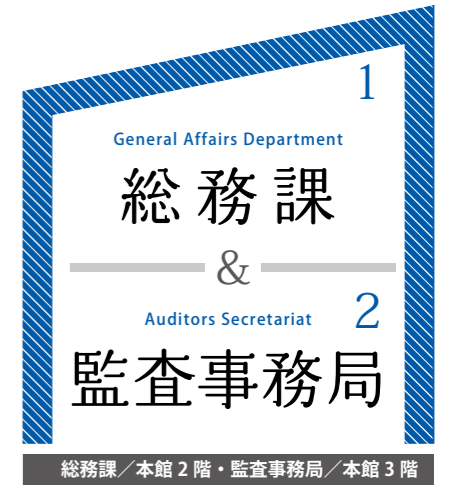 1
General Affairs Department
総務課
&
2
Auditors Secretariat
監査事務局
総務課／本館2階・監査事務局／本館3階